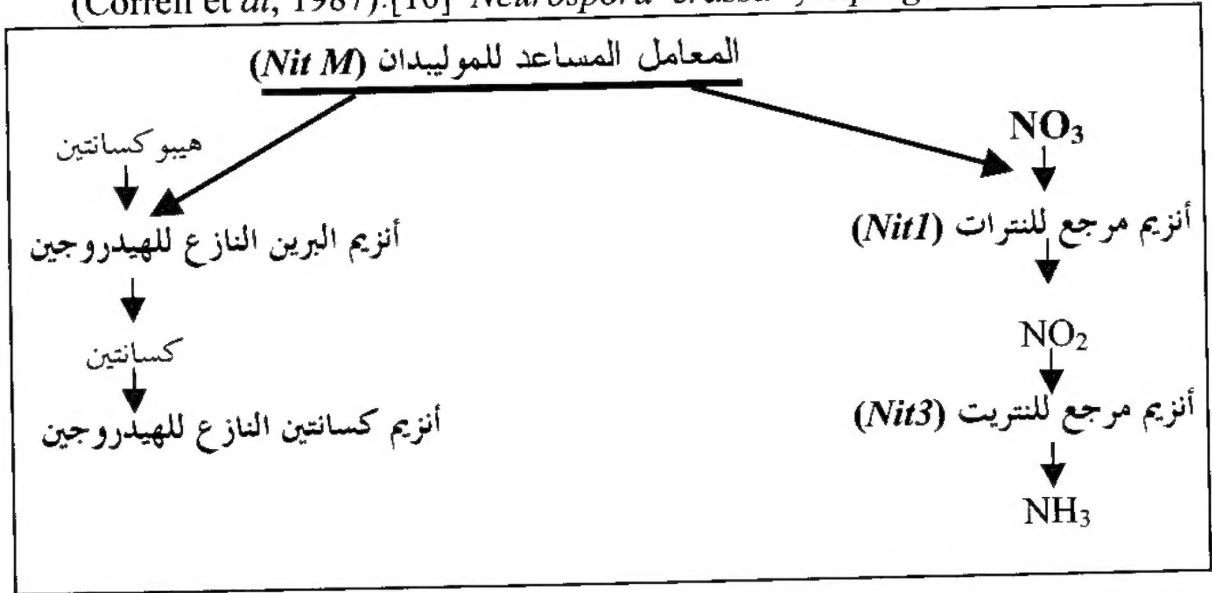 (Correll et al, 1987).[10] Neurospora crassa
المعامل المساعد للموليبدان (Nit M)
NO3
هيبو كسانتين
أنزيم مرجع للنترات (Nit1)
أنزيم البرين النازع للهيدروجين
NO2
كسانتين
أنزيم مرجع للنتريت (Nit3)
أنزيم كسانتين النازع للهيدروجين
NH3